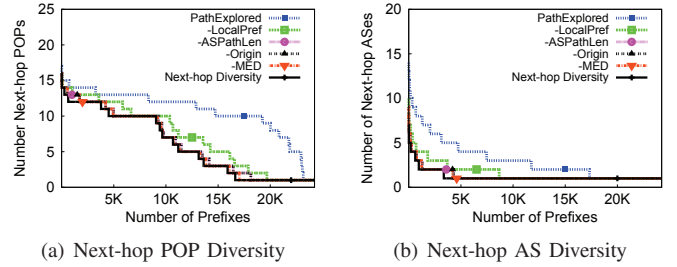 PathExplored
-LocalPref
-ASPathLen
-Origin
-MED
Next-hop Diversity
Number Next-hop POPs
25
20
15
10
5
0
5K 10K 15K 20K
Number of Prefixes
(a) Next-hop POP Diversity
PathExplored
-LocalPref
-ASPathLen
-Origin
-MED
Next-hop Diversity
Number of Next-hop ASes
20
15
10
5
0
5K 10K 15K 20K
Number of Prefixes
(b) Next-hop AS Diversity